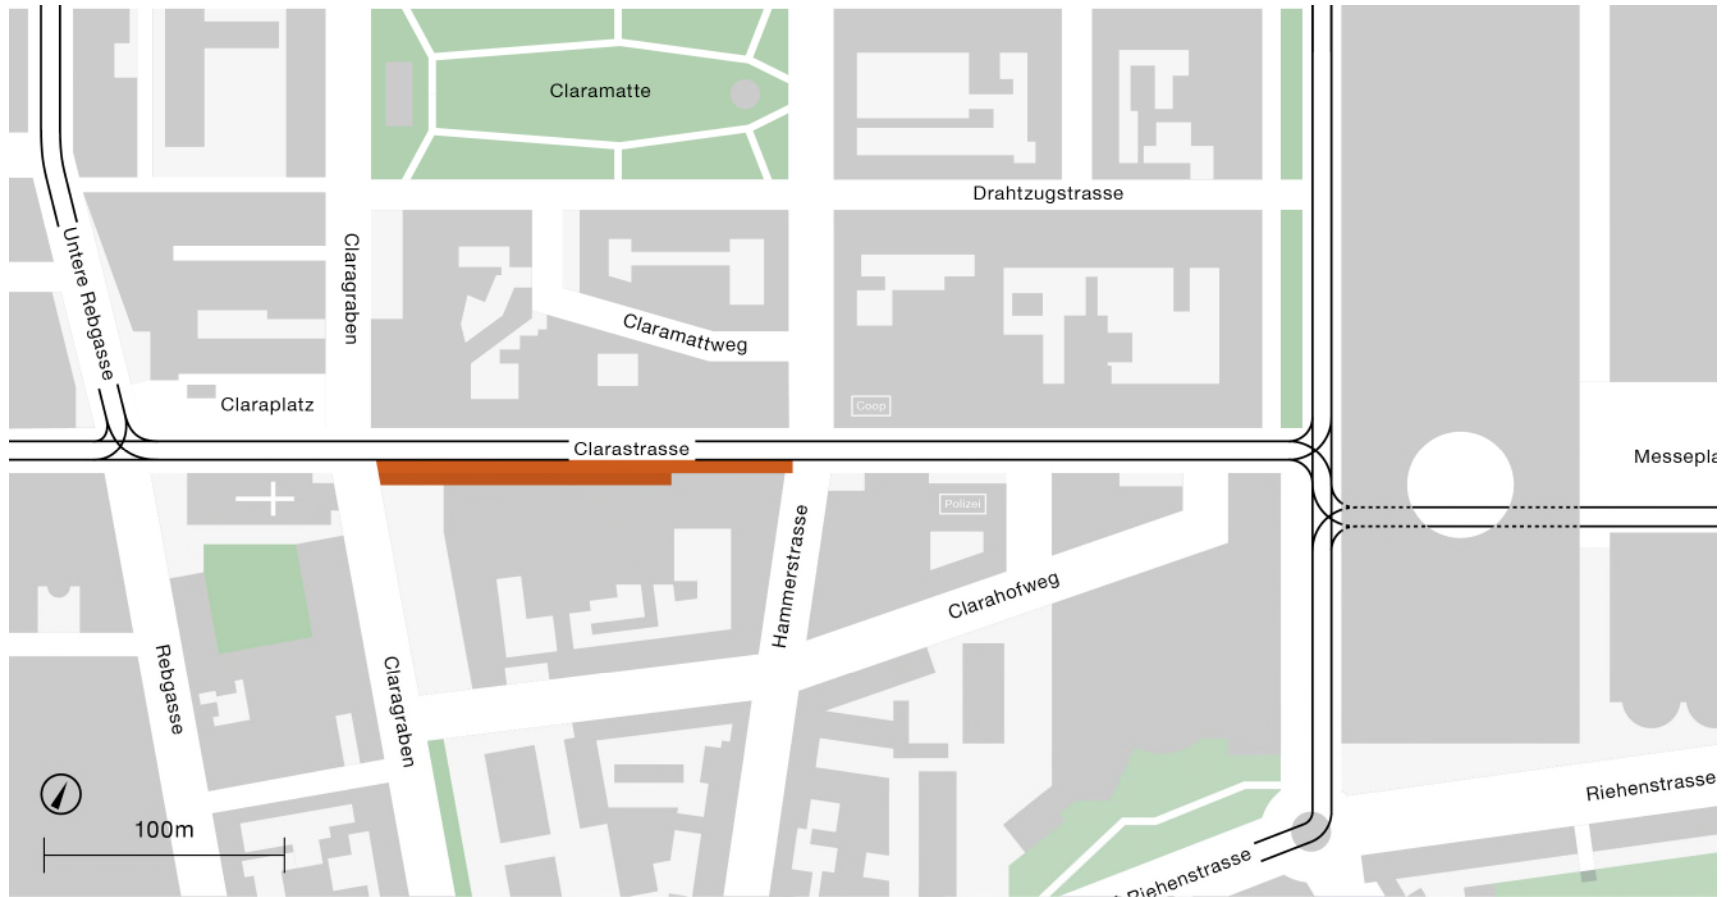 Claramatte
Drahtzugstrasse
Untere Rebgasse
Claragraben
Claramattweg
Claraplatz
Coop
Clarastrasse
Messepla
Polizei
Hammerstrasse
Clarahofweg
Rebgasse
Claragraben
Riehenstrasse
100m
Riehenstrasse